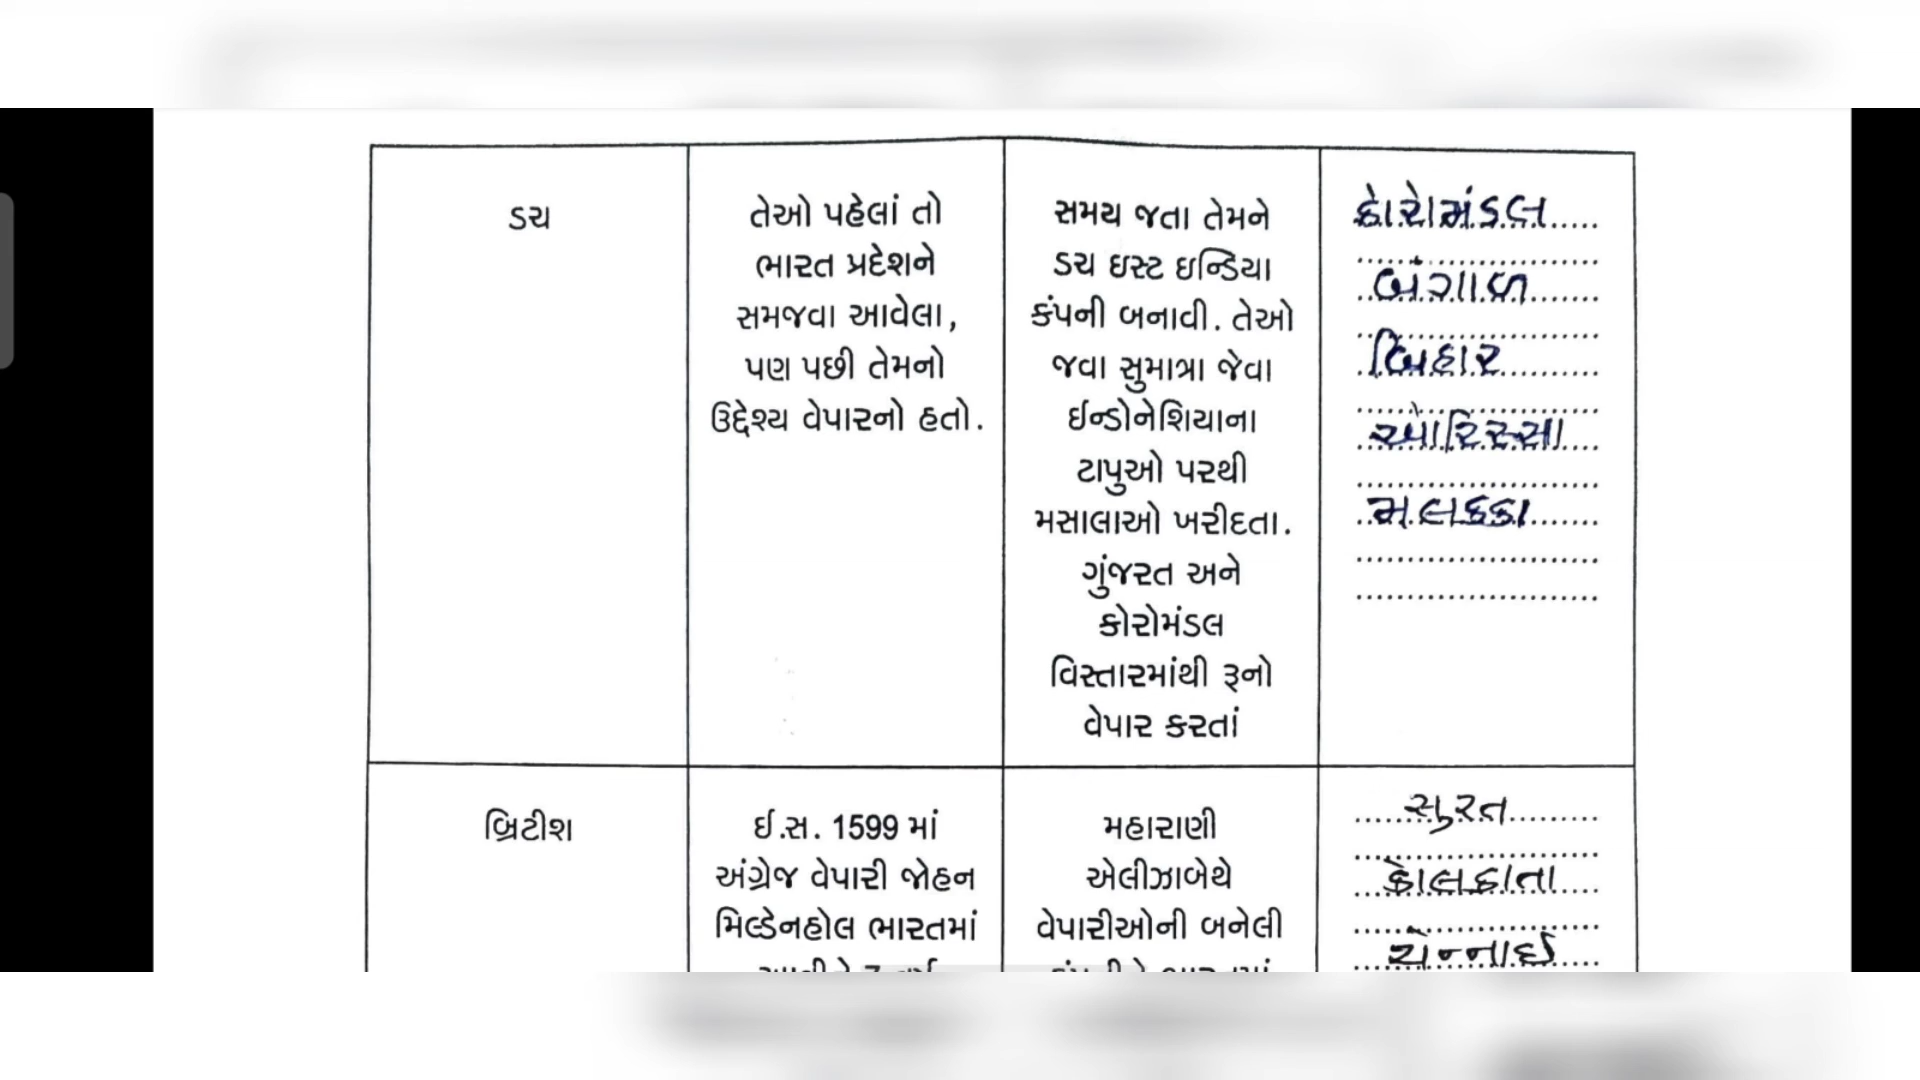 ડચ
તેઓ પહેલાં તો
ભારત પ્રદેશને
સમજવા આવેલા,
પણ પછી તેમનો
ઉદ્દેશ્ય વેપારનો હતો.
સમય જતા તેમને
ડચ ઇસ્ટ ઇન્ડિયા
કંપની બનાવી. તેઓ
જવા સુમાત્રા જેવા
ઈન્ડોનેશિયાના
ટાપુઓ પરથી
મસાલાઓ ખરીદતા.
ગુંજરત અને
કોરોમંડલ
વિસ્તારમાંથી રૂનો
વેપાર કરતાં
કોરોમંડલ
બંગાળ
બિહાર
ઓરિસ્સા
મલક્કા
બ્રિટીશ
ઈ.સ. 1599 માં
અંગ્રેજ વેપારી જોહન
મિલ્ડેનહોલ ભારતમાં
મહારાણી
એલીઝાબેથે
વેપારીઓની બનેલી
સુરત
કોલકાતા
ચેન્નાઈ